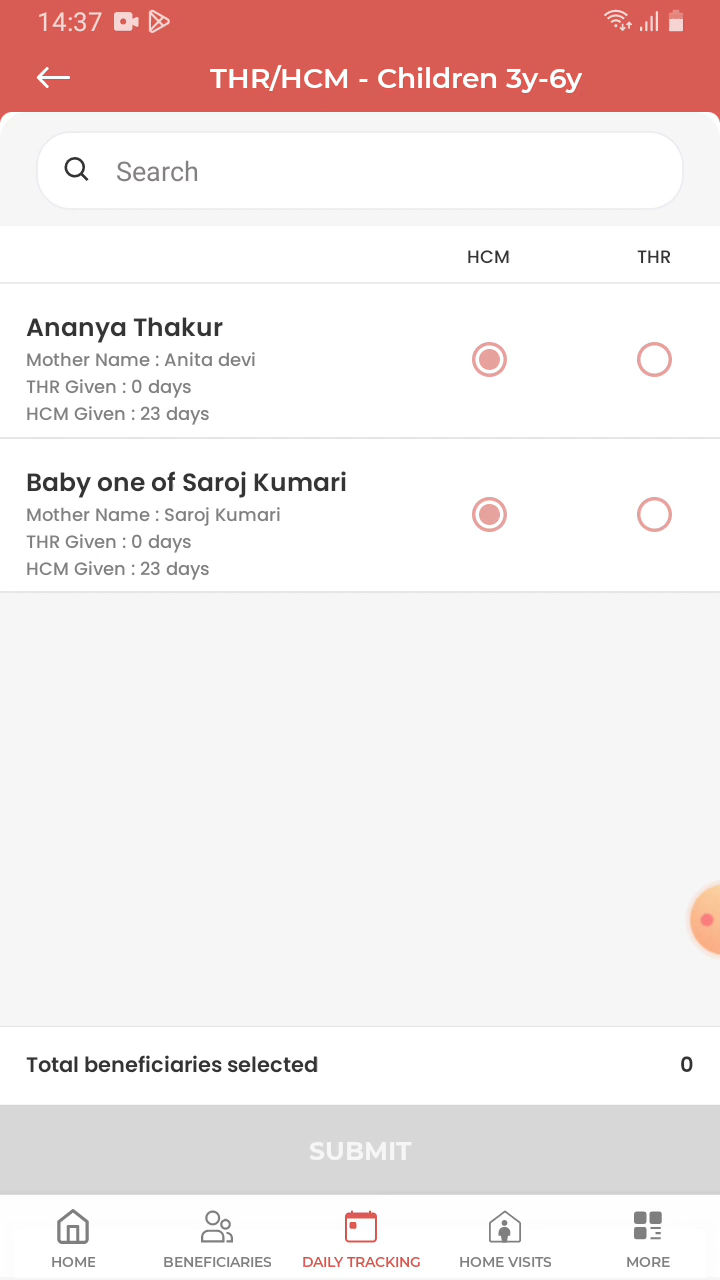 14:37
THR/HCM - Children 3y-6y
Search
HCM THR
Ananya Thakur
Mother Name : Anita devi
THR Given : 0 days
HCM Given : 23 days
Baby one of Saroj Kumari
Mother Name : Saroj Kumari
THR Given : 0 days
HCM Given : 23 days
Total beneficiaries selected 0
SUBMIT
HOME BENEFICIARIES DAILY TRACKING HOME VISITS MORE